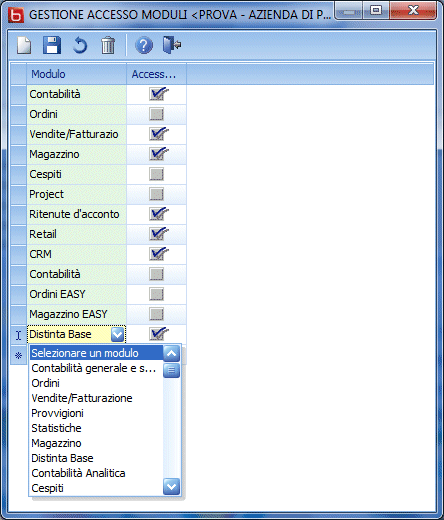 GESTIONE ACCESSO MODULI <PROVA - AZIENDA DI P...
Modulo Access...
Contabilità
Ordini
Vendite/Fatturazio
Magazzino
Cespiti
Project
Ritenute d'acconto
Retail
CRM
Contabilità
Ordini EASY
Magazzino EASY
Distinta Base
Selezionare un modulo
Contabilità generale e s...
Ordini
Vendite/Fatturazione
Provvigioni
Statistiche
Magazzino
Distinta Base
Contabilità Analitica
Cespiti